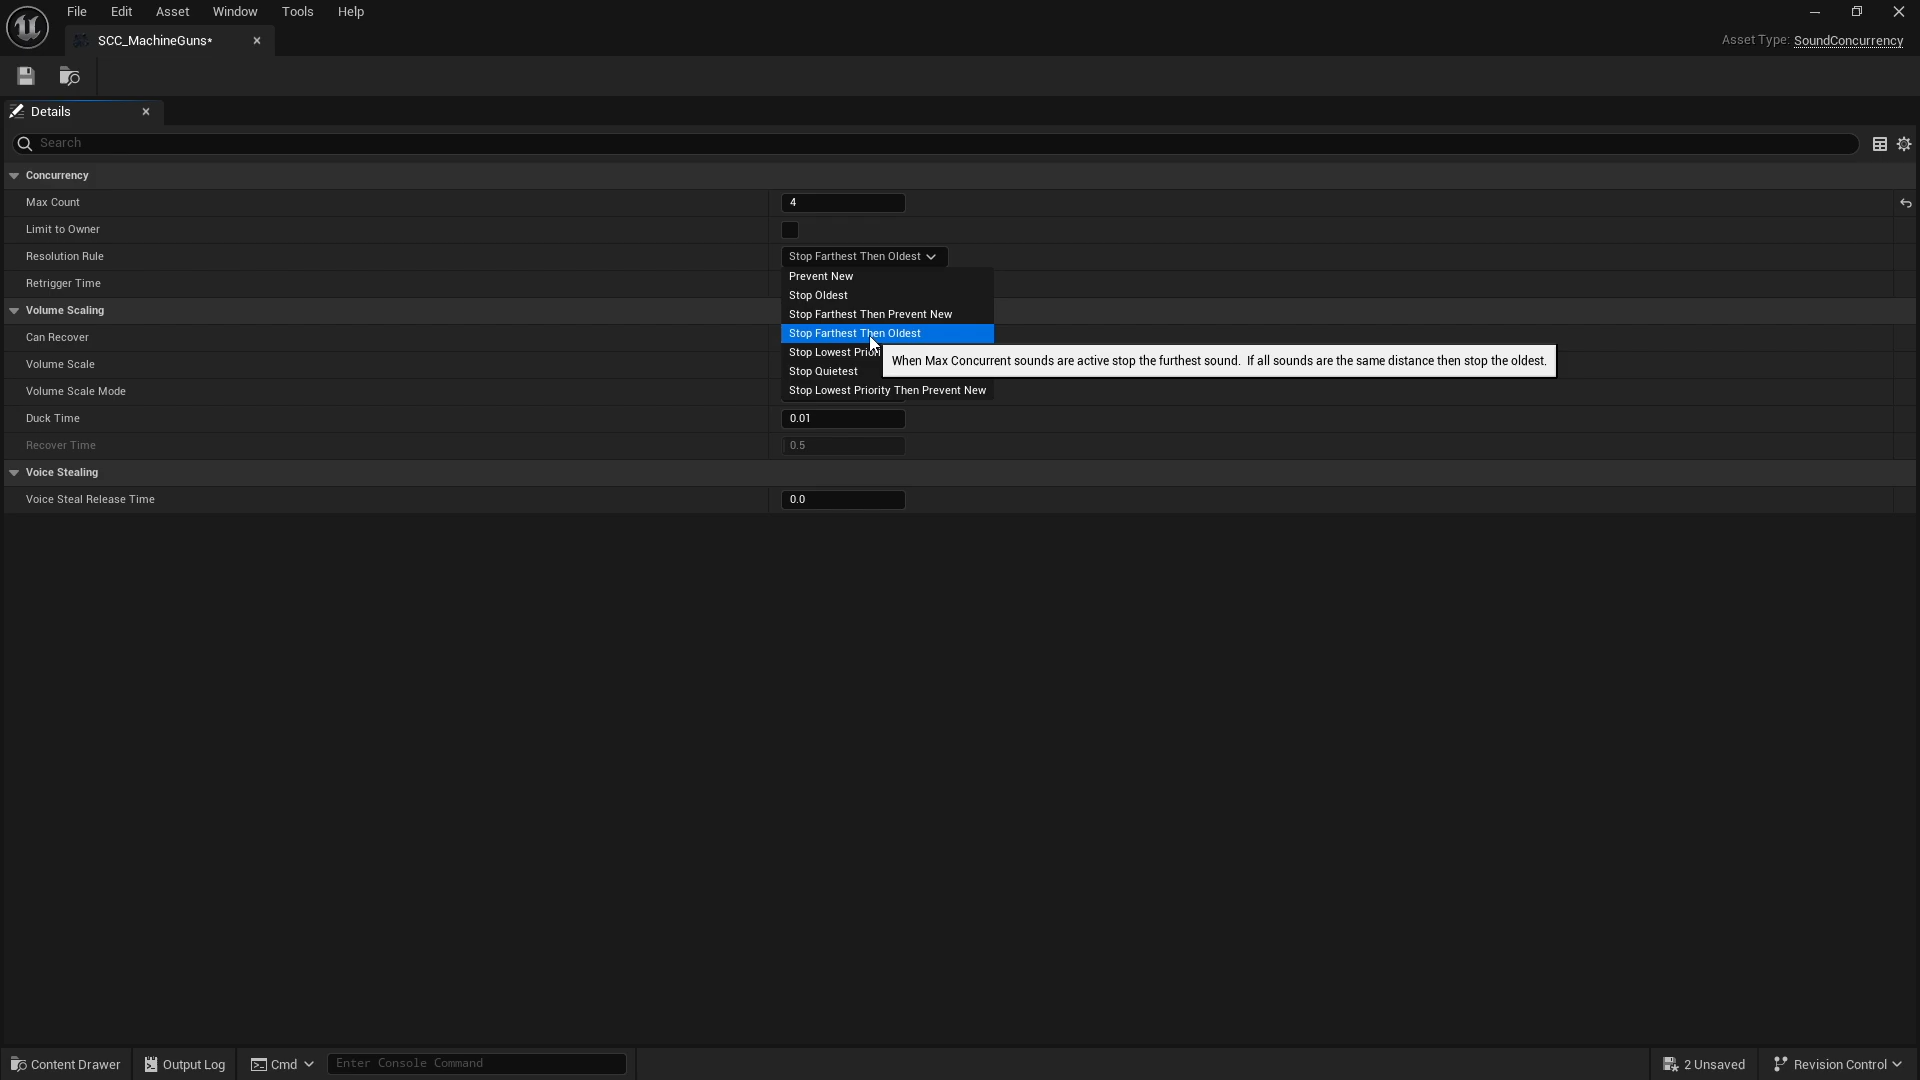 File Edit Asset Window Tools Help
SCC_MachineGuns*
Asset Type: SoundConcurrency
Details
Search
Concurrency
Max Count 4
Limit to Owner
Resolution Rule Stop Farthest Then Oldest
Prevent New
Retrigger Time
Stop Oldest
Volume Scaling
Stop Farthest Then Prevent New
Can Recover
Stop Farthest Then Oldest
Stop Lowest
When Max Concurrent sounds are active stop the furthest sound. If all sounds are the same distance then stop the oldest.
Volume Scale
Stop Quietest
Volume Scale Mode
Stop Lowest Priority Then Prevent New
Duck Time 0.01
Recover Time 0.5
Voice Stealing
Voice Steal Release Time 0.0
Content Drawer Output Log Cmd Enter Console Command 2 Unsaved Revision Control